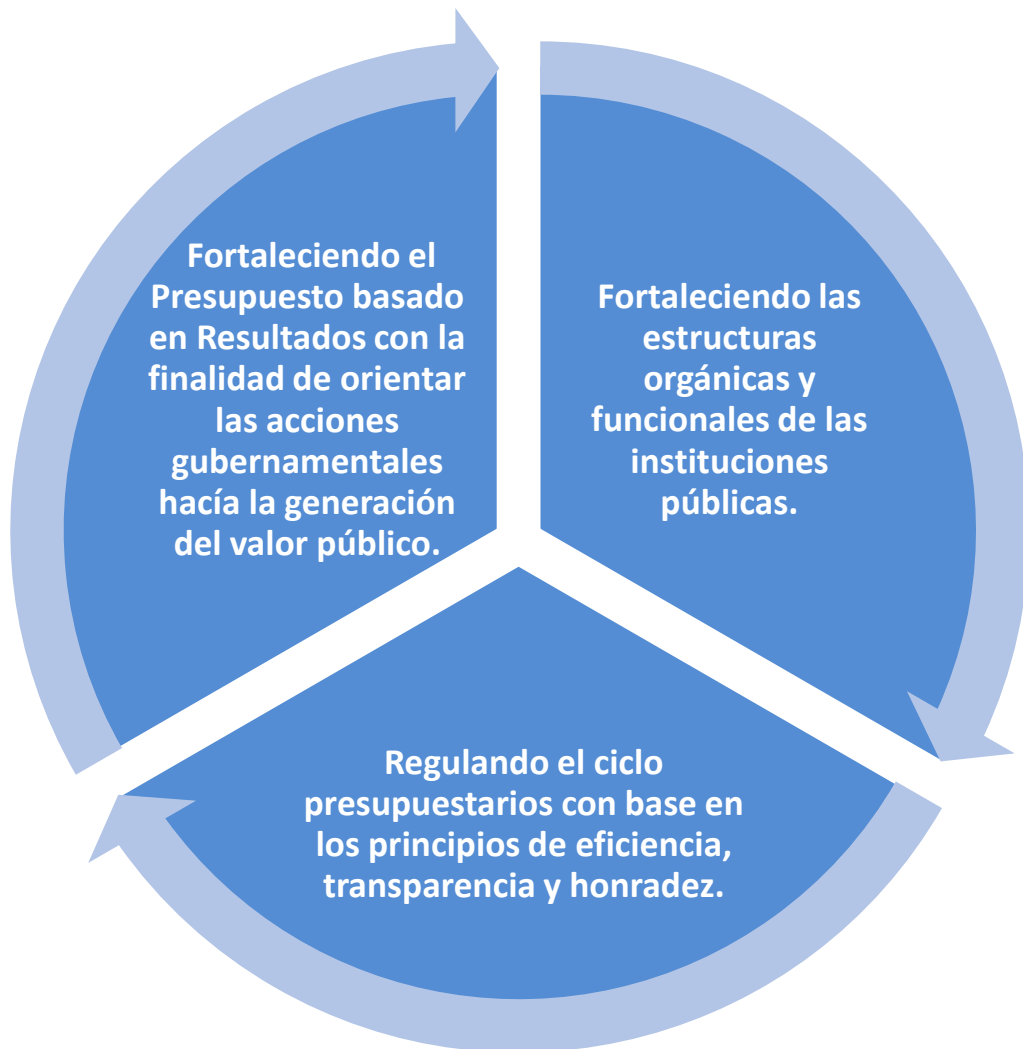 Fortaleciendo el
Presupuesto basado
en Resultados con la
finalidad de orientar
las acciones
gubernamentales
hacía la generación
del valor público.
Fortaleciendo las
estructuras
orgánicas y
funcionales de las
instituciones
públicas.
Regulando el ciclo
presupuestarios con base en
los principios de eficiencia,
transparencia y honradez.